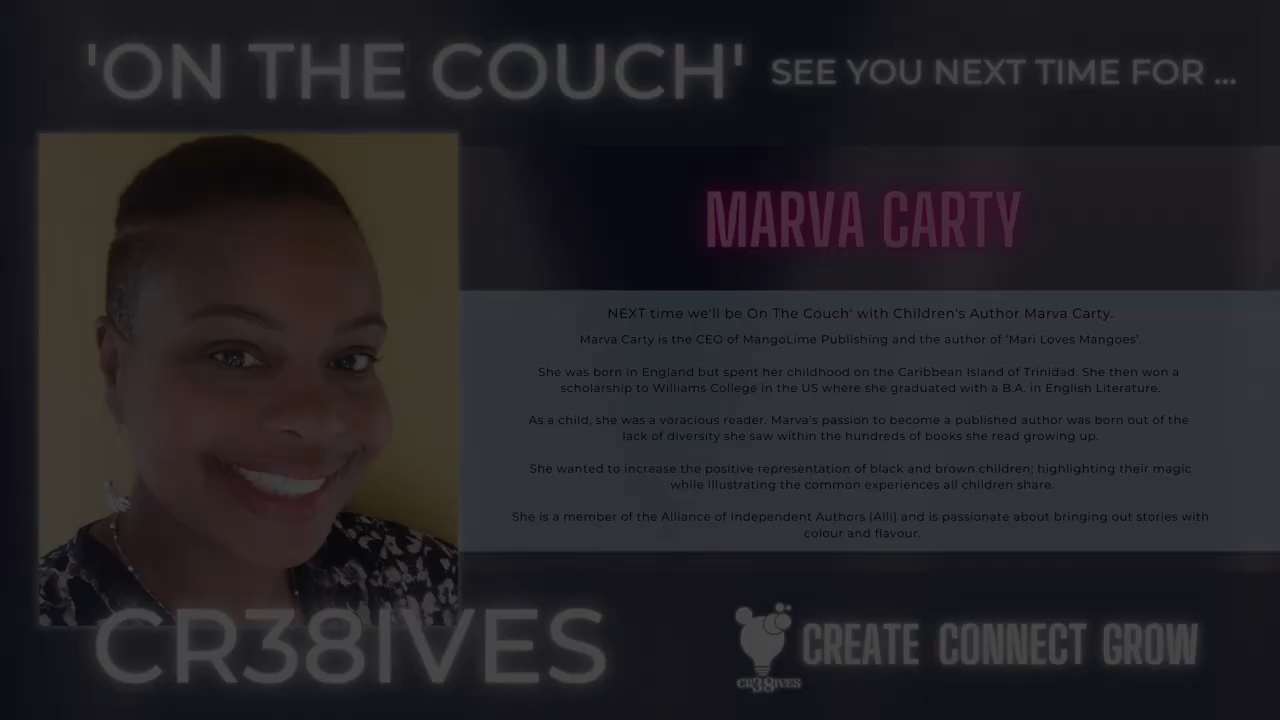 'ON THE COUCH' SEE YOU NEXT TIME FOR ...
MARVA CARTY
NEXT time we'll be On The Couch' with Children's Author Marva Carty.
Marva Carty is the CEO of MangoLime Publishing and the author of 'Mari Loves Mangoes'.
She was born in England but spent her childhood on the Caribbean Island of Trinidad. She then won a
scholarship to Williams College in the US where she graduated with a B.A. in English Literature.
As a child, she was a voracious reader. Marva's passion to become a published author was born out of the
lack of diversity she saw within the hundreds of books she read growing up.
She wanted to increase the positive representation of black and brown children; highlighting their magic
while illustrating the common experiences all children share.
She is a member of the Alliance of Independent Authors (Alli) and is passionate about bringing out stories with
colour and flavour.
CR38IVES
CREATE CONNECT GROW
CR38IVES